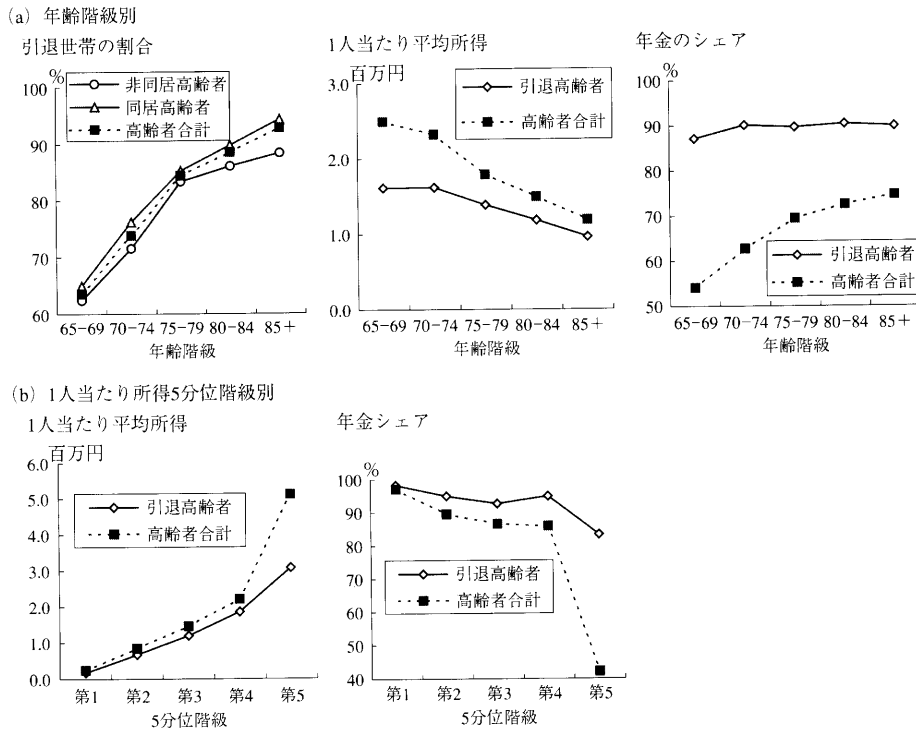 (a) 年齢階級別
引退世帯の割合
%
100
90
80
70
60
非同居高齢者
同居高齢者
高齢者合計
65-69 70-74 75-79 80-84 85+
年齢階級
1人当たり平均所得
百万円
3.0
2.0
1.0
0.0
引退高齢者
高齢者合計
65-69 70-74 75-79 80-84 85+
年齢階級
年金のシェア
%
100
90
80
70
60
50
引退高齢者
高齢者合計
65-69 70-74 75-79 80-84 85+
年齢階級
(b) 1人当たり所得5分位階級別
1人当たり平均所得
百万円
6.0
5.0
4.0
3.0
2.0
1.0
0.0
引退高齢者
高齢者合計
第1 第2 第3 第4 第5
5分位階級
年金シェア
%
100
90
80
40
60
50
40
引退高齢者
高齢者合計
第1 第2 第3 第4 第5
5分位階級